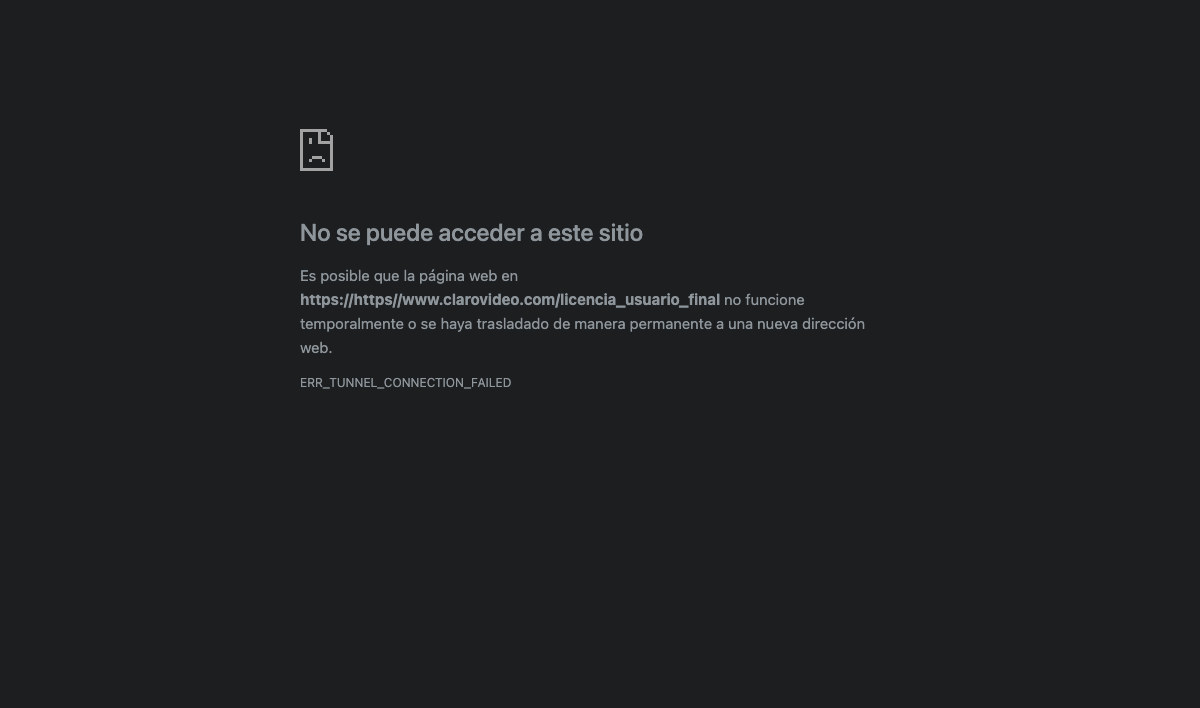 No se puede acceder a este sitio
Es posible que la página web en
https://https//www.clarovideo.com/licencia_usuario_final no funcione
temporalmente o se haya trasladado de manera permanente a una nueva dirección
web.
ERR_TUNNEL_CONNECTION_FAILED